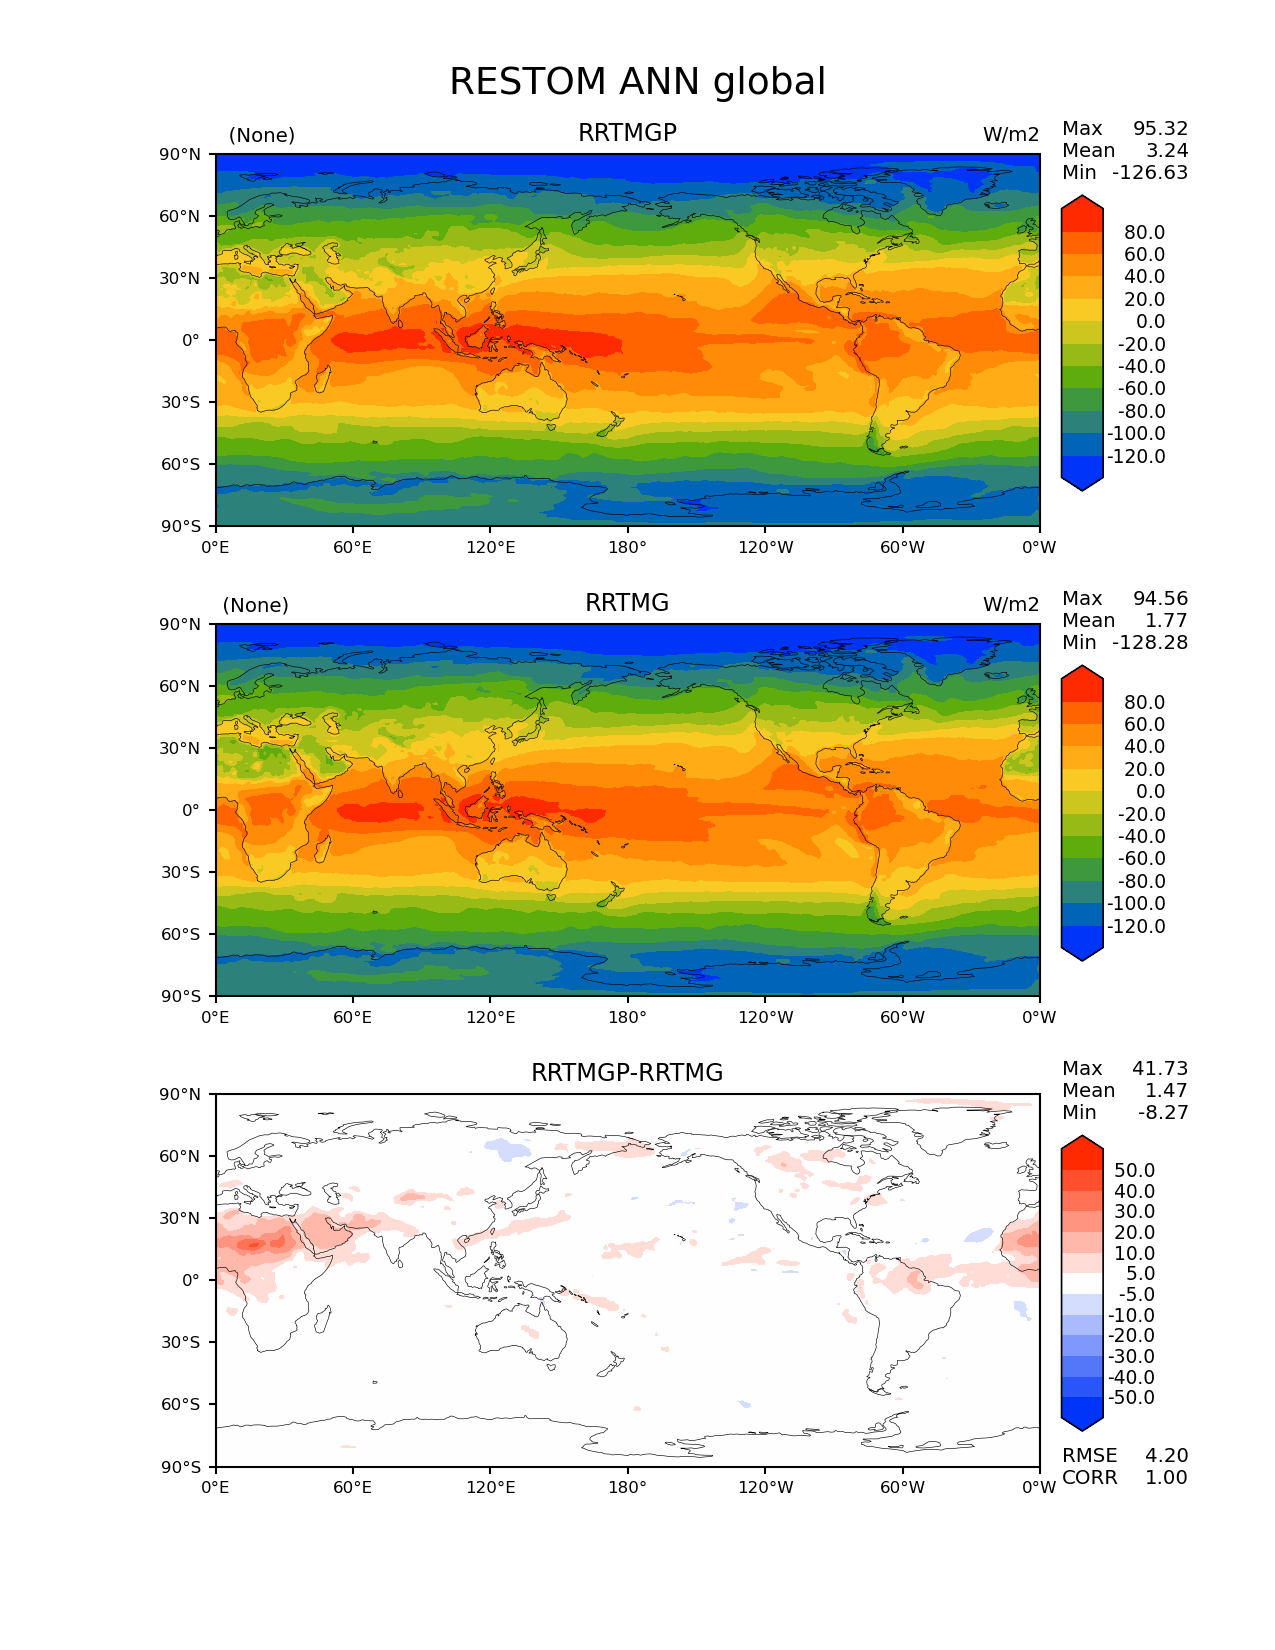 RESTOM ANN global
(None) RRTMGP W/m2
Max 95.32
Mean 3.24
Min -126.63
90°N
60°N
30°N
0°
30°S
60°S
90°S
0°E 60°E 120°E 180° 120°W 60°W 0°W
80.0
60.0
40.0
20.0
0.0
-20.0
-40.0
-60.0
-80.0
-100.0
-120.0
(None) RRTMG W/m2
Max 94.56
Mean 1.77
Min -128.28
90°N
60°N
30°N
0°
30°S
60°S
90°S
0°E 60°E 120°E 180° 120°W 60°W 0°W
80.0
60.0
40.0
20.0
0.0
-20.0
-40.0
-60.0
-80.0
-100.0
-120.0
RRTMGP-RRTMG
Max 41.73
Mean 1.47
Min -8.27
90°N
60°N
30°N
0°
30°S
60°S
90°S
0°E 60°E 120°E 180° 120°W 60°W 0°W
50.0
40.0
30.0
20.0
10.0
5.0
-5.0
-10.0
-20.0
-30.0
-40.0
-50.0
RMSE 4.20
CORR 1.00